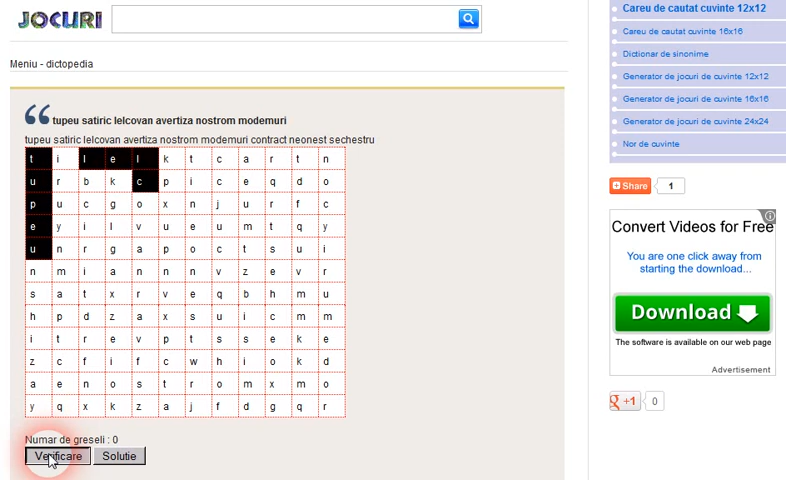 JOCURI
Meniu - dictopedia
tupeu satiric lelcovan avertiza nostrom modemuri
tupeu satiric lelcovan avertiza nostrom modemuri contract neonest sechestru
t i l e l k t c a r t n
u r b k c p i c e q d o
p u c g o x n j u r f c
e y i l v u e u m t q y
u n r g a p o c t s u i
n m i a n n n v z e v r
s a t x r v e q b h m u
h p d z a x s u i c m m
i t r e v p t s s e k e
z c f i f c w h i o k d
a e n o s t r o m x m o
y q x k z a j f d g q r
Numar de greseli : 0
Verificare Solutie
Careu de cautat cuvinte 12x12
Careu de cautat cuvinte 16x16
Dictionar de sinonime
Generator de jocuri de cuvinte 12x12
Generator de jocuri de cuvinte 16x16
Generator de jocuri de cuvinte 24x24
Nor de cuvinte
Share 1
Convert Videos for Free
You are one click away from
starting the download...
Download
The software is available on our web page
Advertisement
g +1 0